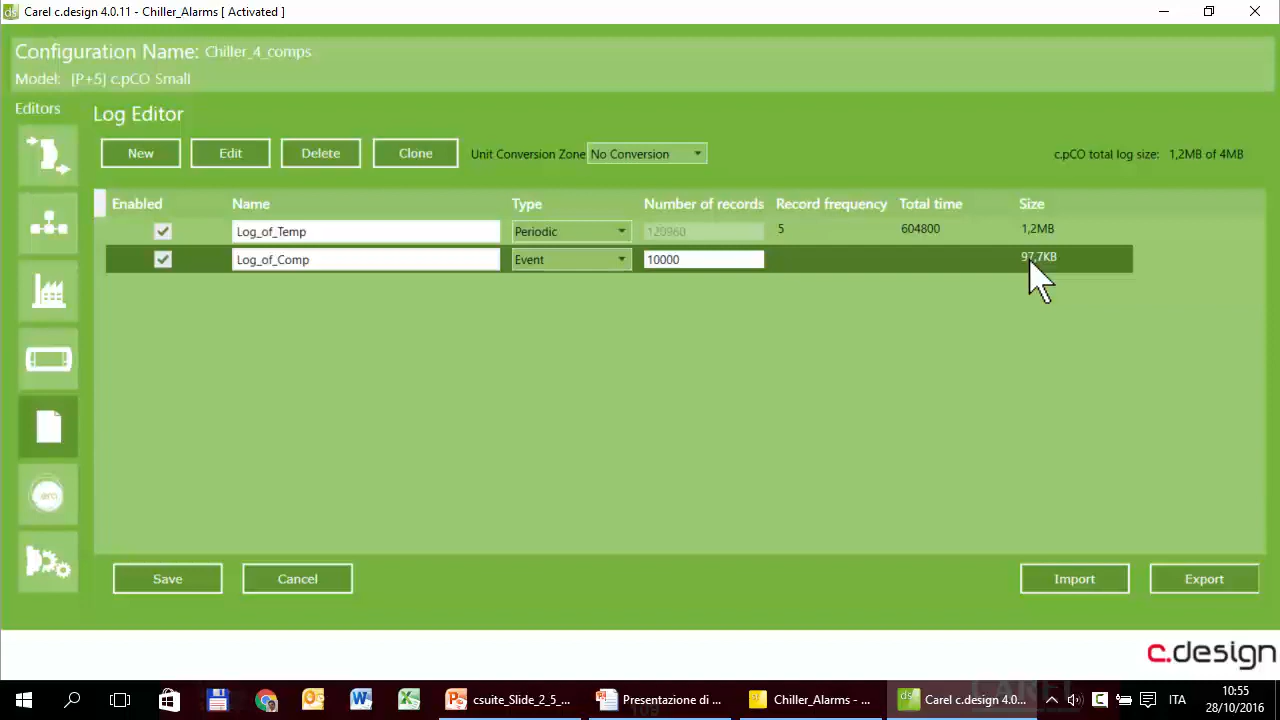 Carel c.design 4.0.11 - Chiller_Alarms [ Activated ]
Configuration Name: Chiller_4_comps
Model: [P+5] c.pCO Small
Editors
Log Editor
New Edit Delete Clone Unit Conversion Zone No Conversion c.pCO total log size: 1,2MB of 4MB
Enabled Name Type Number of records Record frequency Total time Size
Log_of_Temp Periodic 120960 5 604800 1,2MB
Log_of_Comp Event 10000 97,7KB
Save Cancel Import Export
c.design
csuite_Slide_2_5_... Presentazione di ... Chiller_Alarms - ... Carel c.design 4.0... ITA 10:55
28/10/2016